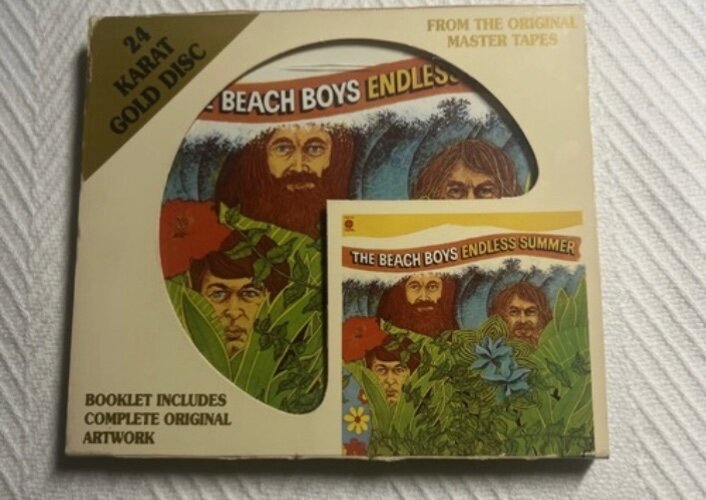 24
KARAT
GOLD DISC
FROM THE ORIGINAL
MASTER TAPES
BEACH BOYS ENDLESS
THE BEACH BOYS ENDLESS SUMMER
BOOKLET INCLUDES
COMPLETE ORIGINAL
ARTWORK